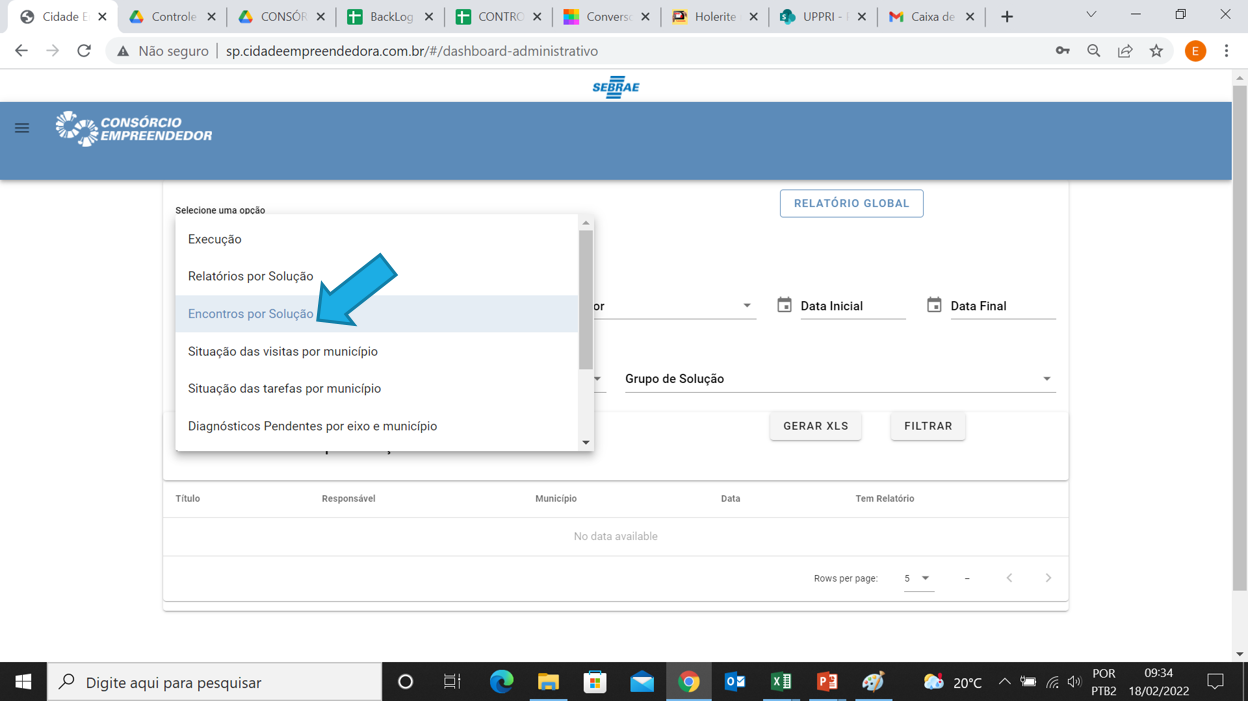 Cidade E
Controle
CONSÓR
BackLog
CONTRO
Converso
Holerite
UPPRI -
Caixa de
Não seguro
sp.cidadeempreendedora.com.br/#/dashboard-administrativo
E
SEBRAE
CONSÓRCIO
EMPREENDEDOR
Selecione uma opção
RELATÓRIO GLOBAL
Execução
Relatórios por Solução
Encontros por Solução
or
Data Inicial
Data Final
Situação das visitas por município
Situação das tarefas por município
Grupo de Solução
Diagnósticos Pendentes por eixo e município
GERAR XLS
FILTRAR
Título
Responsável
Município
Data
Tem Relatório
No data available
Rows per page:
5
–
Digite aqui para pesquisar
20°C
POR
PTB2
09:34
18/02/2022